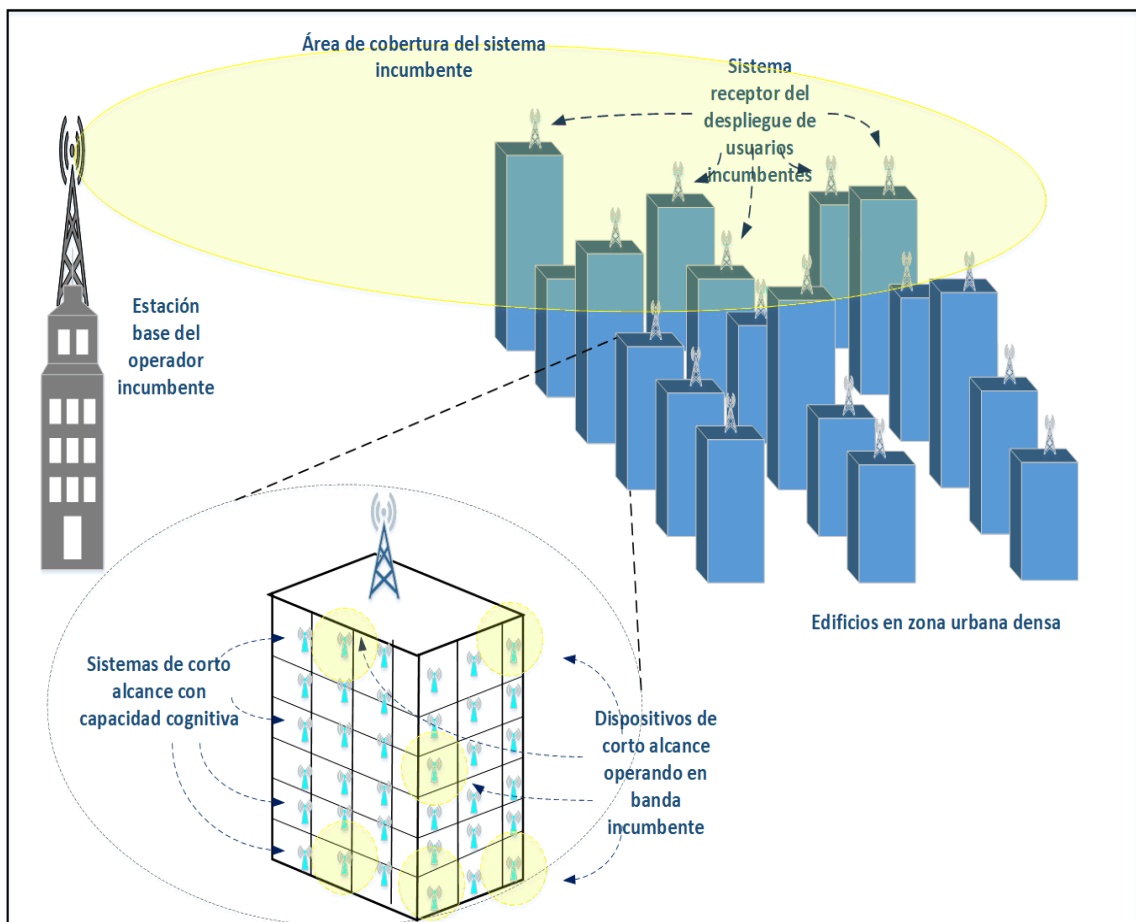 Área de cobertura del sistema
incumbente
Sistema
receptor del
despliegue de
usuarios
incumbentes
Estación
base del
operador
incumbente
Edificios en zona urbana densa
Sistemas de corto
alcance con
capacidad cognitiva
Dispositivos de
corto alcance
operando en
banda
incumbente